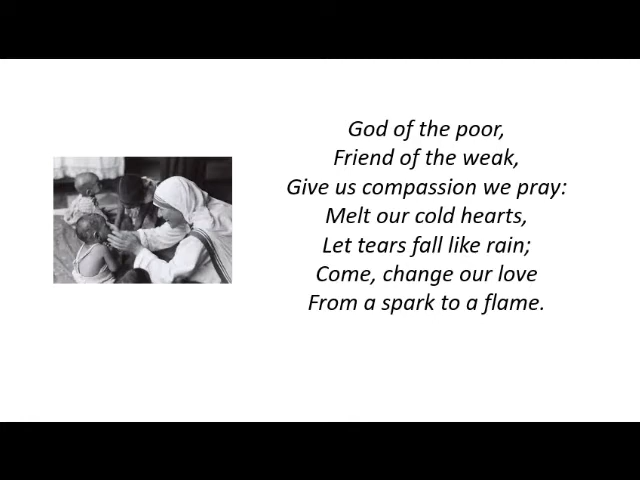 God of the poor,
Friend of the weak,
Give us compassion we pray:
Melt our cold hearts,
Let tears fall like rain;
Come, change our love
From a spark to a flame.